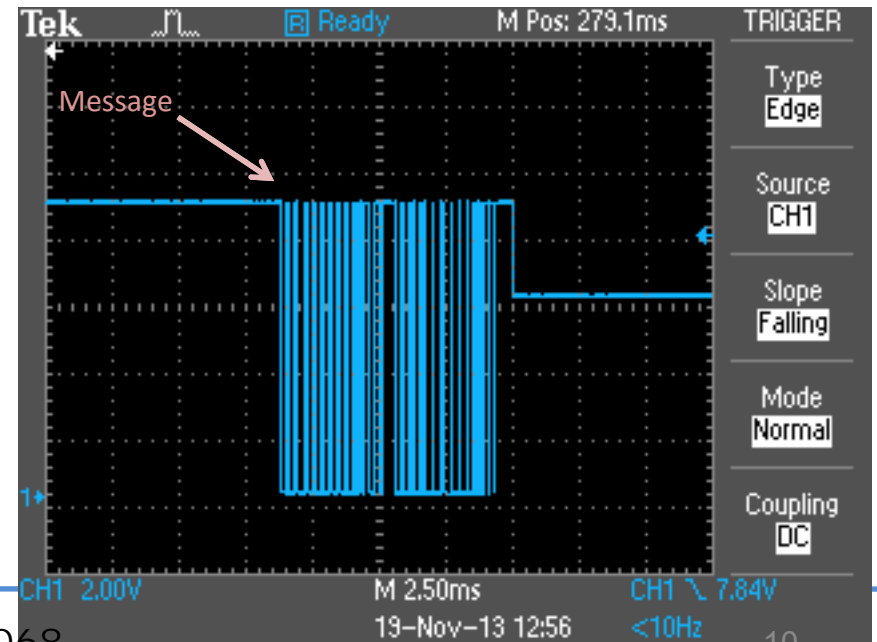 Tek R Ready M Pos: 279.1ms TRIGGER
Type
Edge
Message
Source
CH1
Slope
Falling
Mode
Normal
1
Coupling
DC
CH1 2.00V M 2.50ms CH1 7.84V
19-Nov-13 12:56 <10Hz